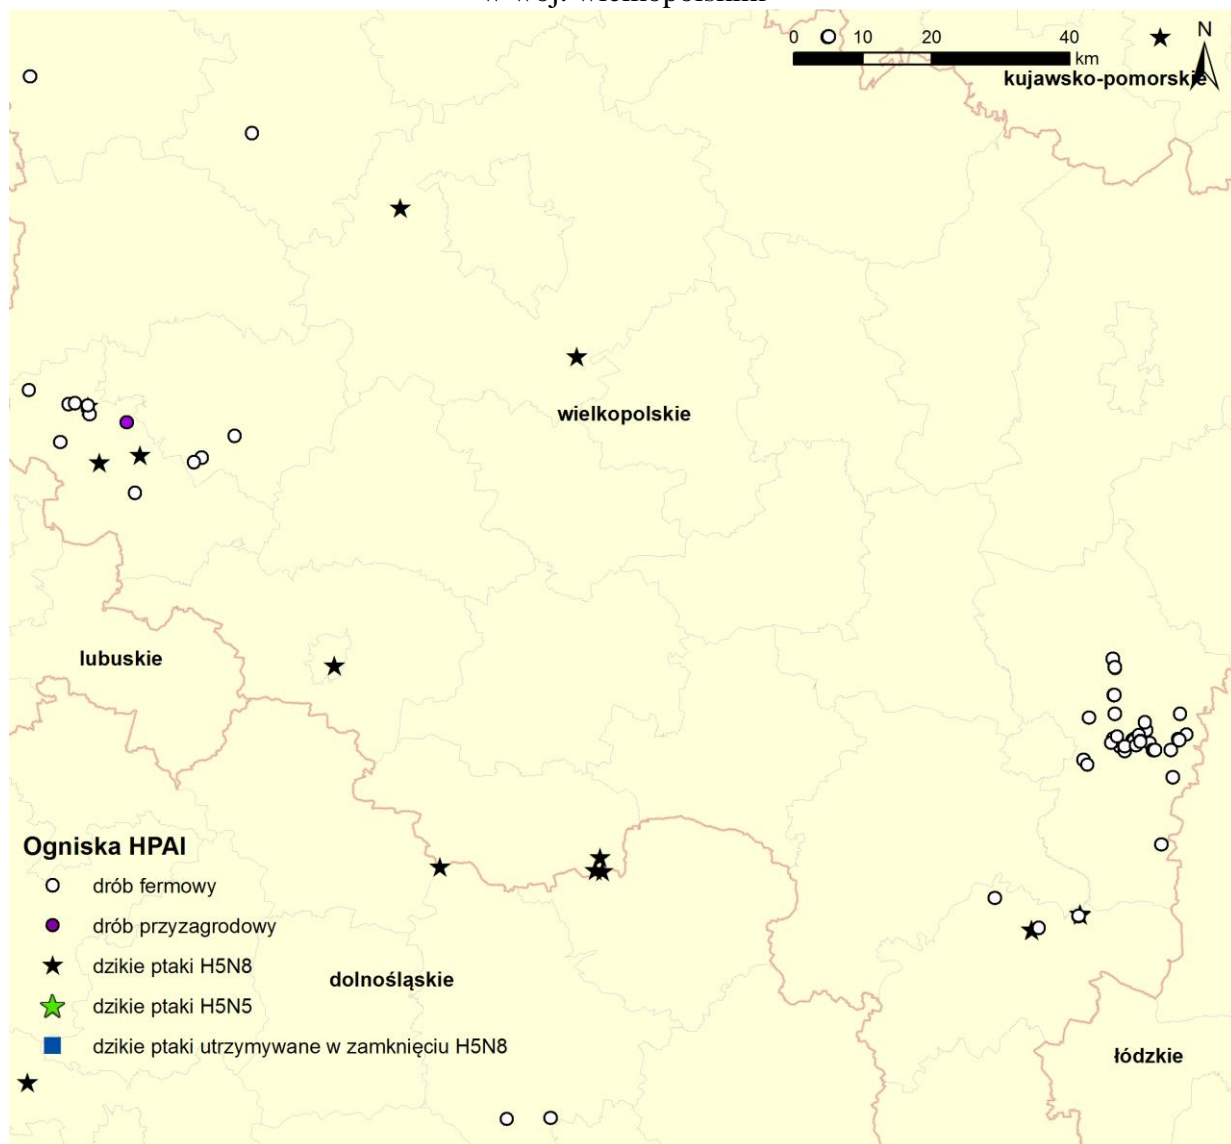 0 10 20 40
km
N
kujawsko-pomorskie
wielkopolskie
lubuskie
Ogniska HPAI
drób fermowy
drób przyzagrodowy
dzikie ptaki H5N8
dzikie ptaki H5N5
dzikie ptaki utrzymywane w zamknięciu H5N8
dolnośląskie
łódzkie